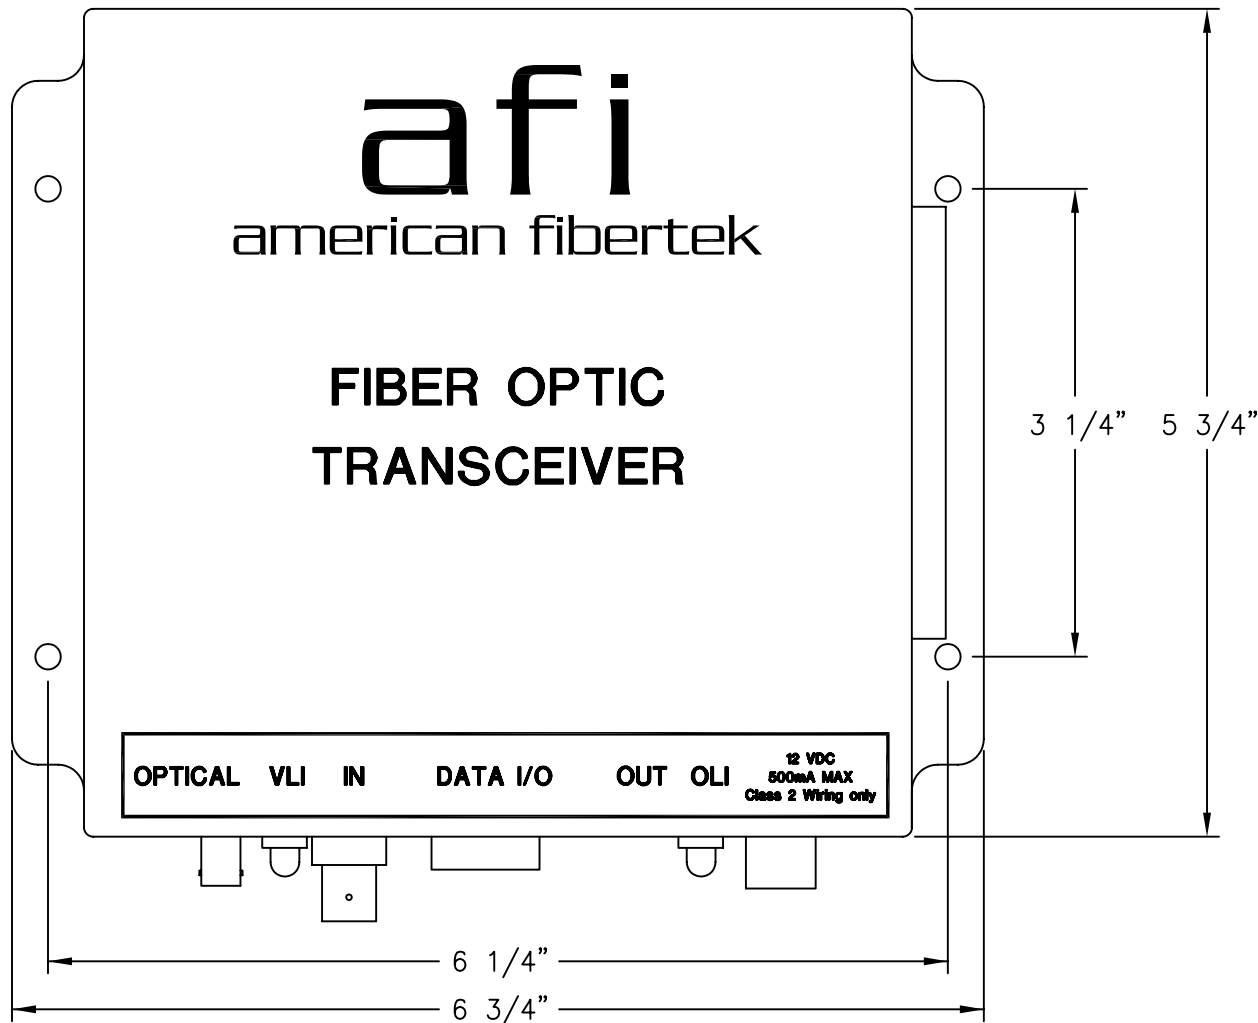 afi
american fibertek
FIBER OPTIC
TRANSCEIVER
3 1/4” 5 3/4”
OPTICAL VLI IN DATA I/O OUT OLI
12 VDC
500mA MAX
Class 2 Wiring only
6 1/4”
6 3/4”